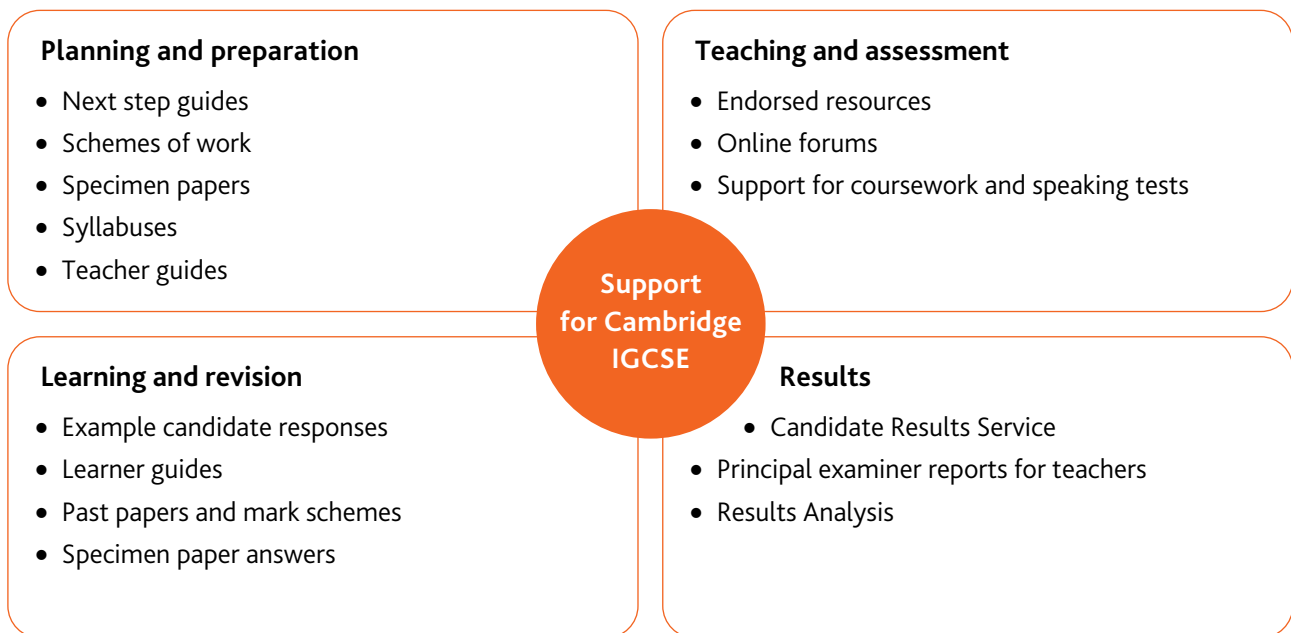 Planning and preparation
• Next step guides
• Schemes of work
• Specimen papers
• Syllabuses
• Teacher guides
Teaching and assessment
• Endorsed resources
• Online forums
• Support for coursework and speaking tests
Support
for Cambridge
IGCSE
Learning and revision
• Example candidate responses
• Learner guides
• Past papers and mark schemes
• Specimen paper answers
Results
• Candidate Results Service
• Principal examiner reports for teachers
• Results Analysis